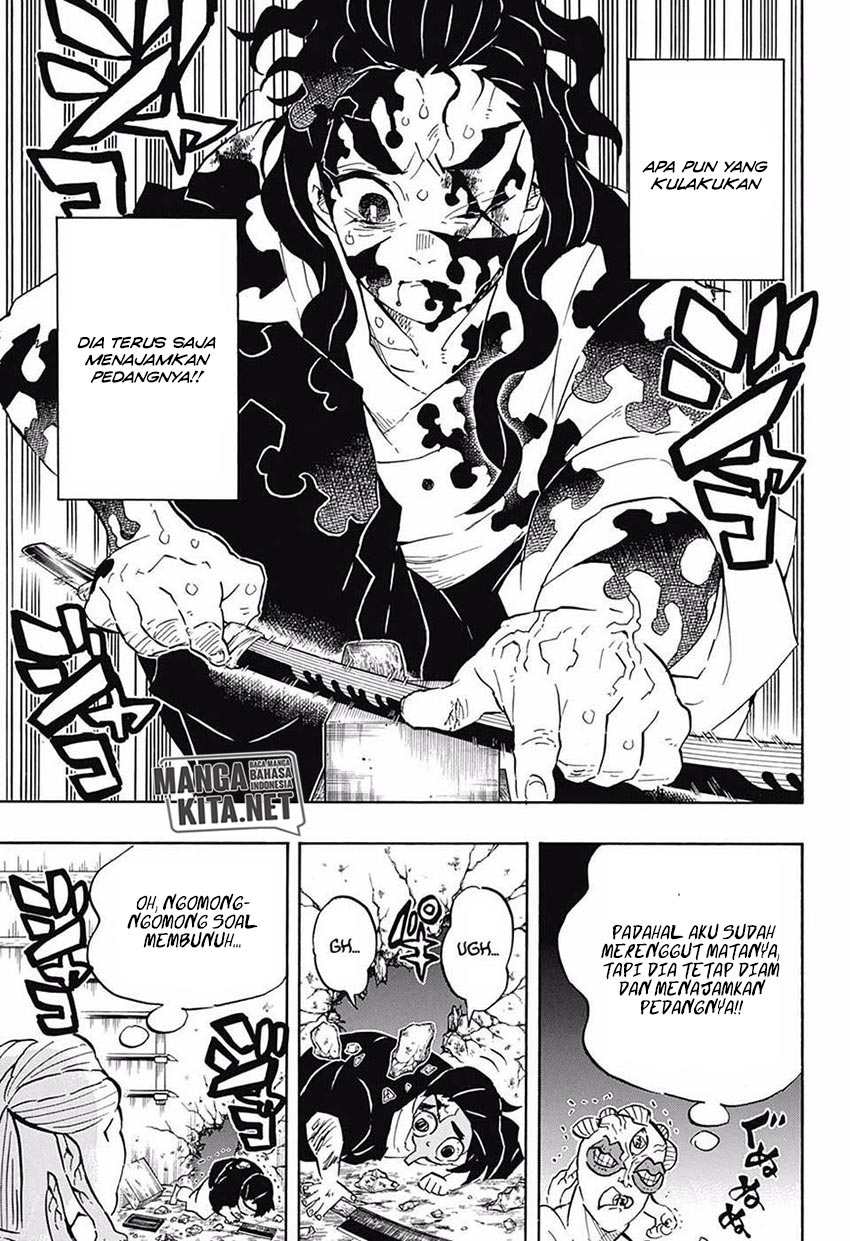 APA PUN YANG
KULAKUKAN
DIA TERUS SAJA
MENAJAMKAN
PEDANGNYA!!
MANGA
KITA.NET
BACA MANGA
BAHASA
INDONESIA
PADAHAL AKU SUDAH
MERENGGUT MATANYA,
TAPI DIA TETAP DIAM
DAN MENAJAMKAN
PEDANGNYA!!
UGH...
GH...
OH, NGOMONG-
NGOMONG SOAL
MEMBUNUH...